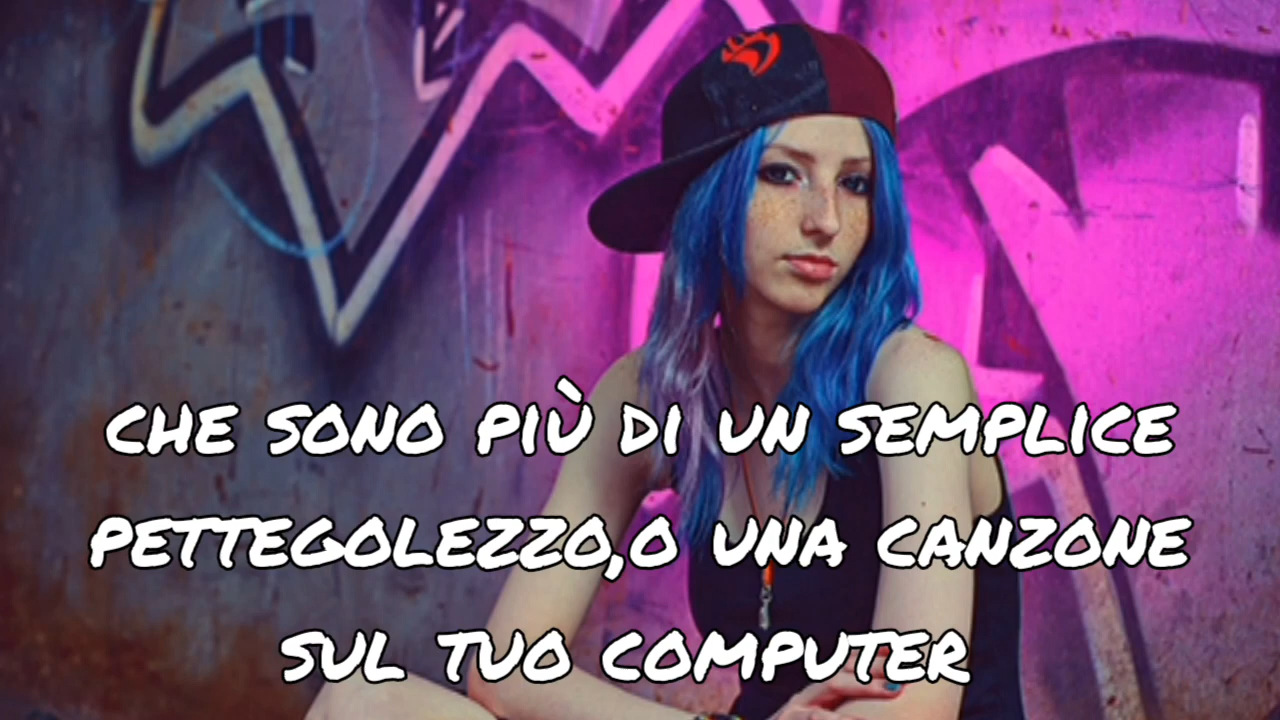 CHE SONO PIÙ DI UN SEMPLICE
PETTEGOLEZZO,O UNA CANZONE
SUL TUO COMPUTER